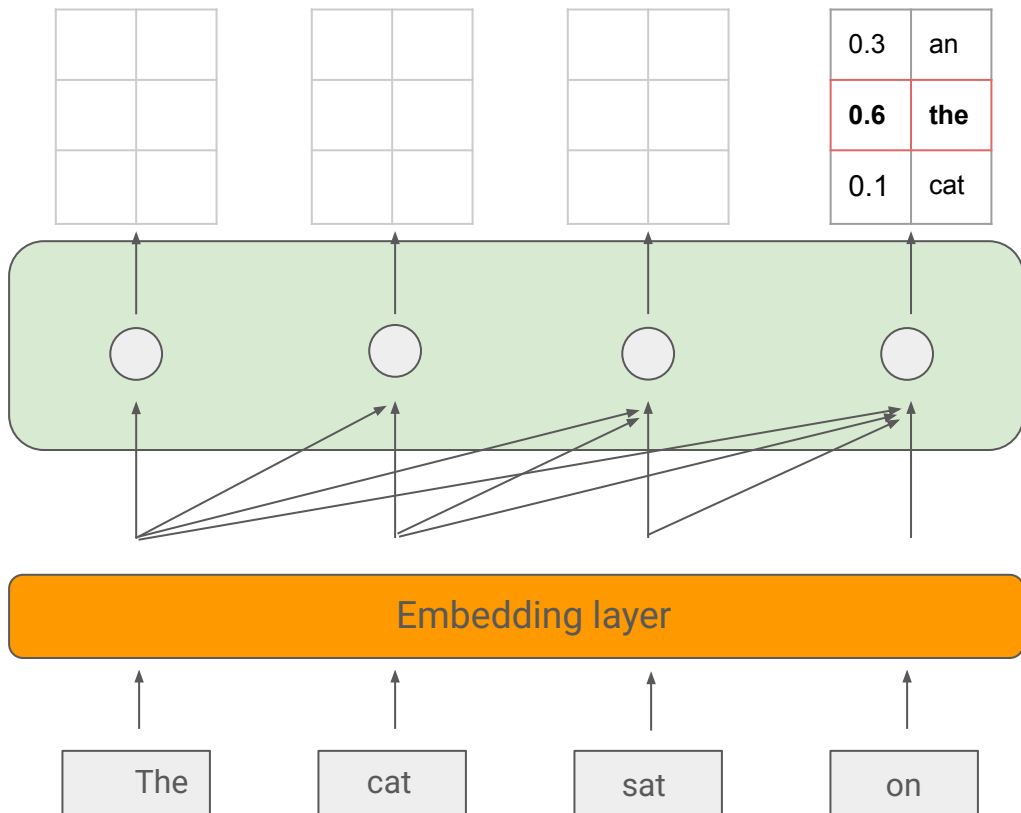 0.3 an
0.6 the
0.1 cat
Embedding layer
The cat sat on